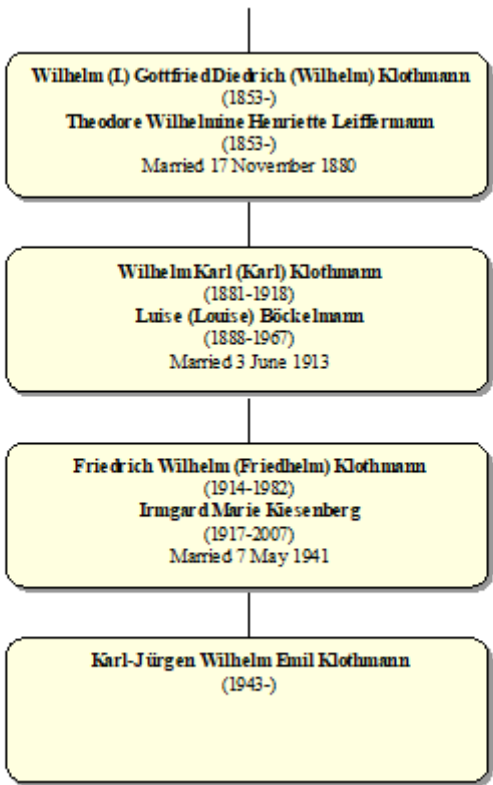 Wilhelm (I.) Gottfried Diedrich (Wilhelm) Klothmann
(1853-)
Theodore Wilhelmine Henriette Leiffermann
(1853-)
Married 17 November 1880
Wilhelm Karl (Karl) Klothmann
(1881-1918)
Luise (Louise) Böckelmann
(1888-1967)
Married 3 June 1913
Friedrich Wilhelm (Friedhelm) Klothmann
(1914-1982)
Irmgard Marie Kiesenberg
(1917-2007)
Married 7 May 1941
Karl-Jürgen Wilhelm Emil Klothmann
(1943-)